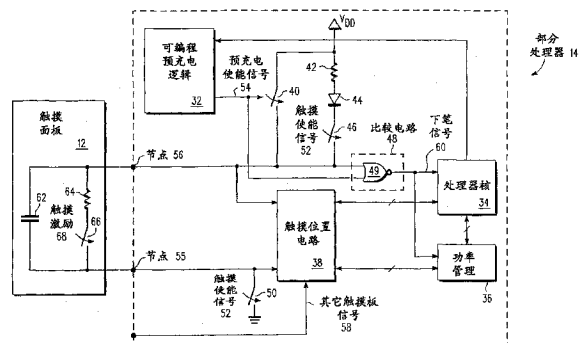 V_DD
部分
处理器 14
可编程
预充电
逻辑
32
预充电
使能信号
54
40
42
44
46
触摸
使能信号
52
比较电路
48
下笔
信号
60
49
触摸
面板
12
节点 56
62
64
触摸
激励
68
66
处理器核
34
触摸位置
电路
38
功率
管理
36
节点 55
触摸
使能信号
52
50
其它触摸板
信号
58